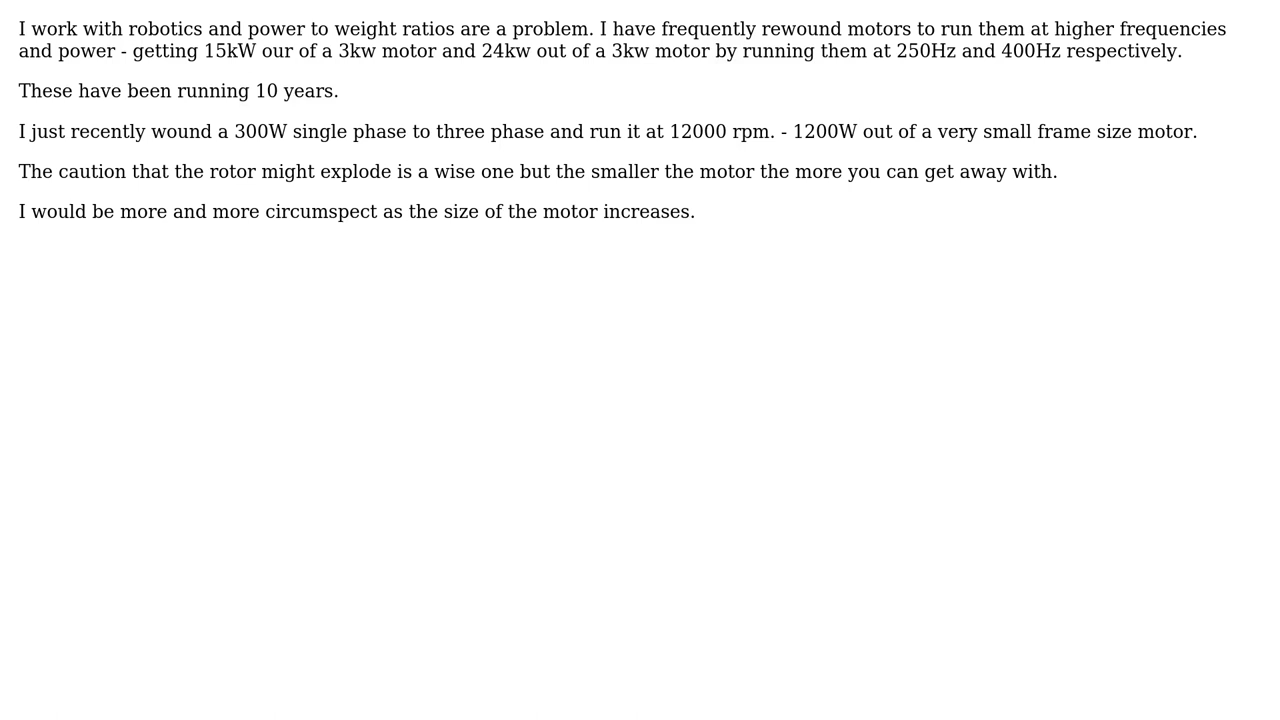 I work with robotics and power to weight ratios are a problem. I have frequently rewound motors to run them at higher frequencies
and power - getting 15kW our of a 3kw motor and 24kw out of a 3kw motor by running them at 250Hz and 400Hz respectively.
These have been running 10 years.
I just recently wound a 300W single phase to three phase and run it at 12000 rpm. - 1200W out of a very small frame size motor.
The caution that the rotor might explode is a wise one but the smaller the motor the more you can get away with.
I would be more and more circumspect as the size of the motor increases.